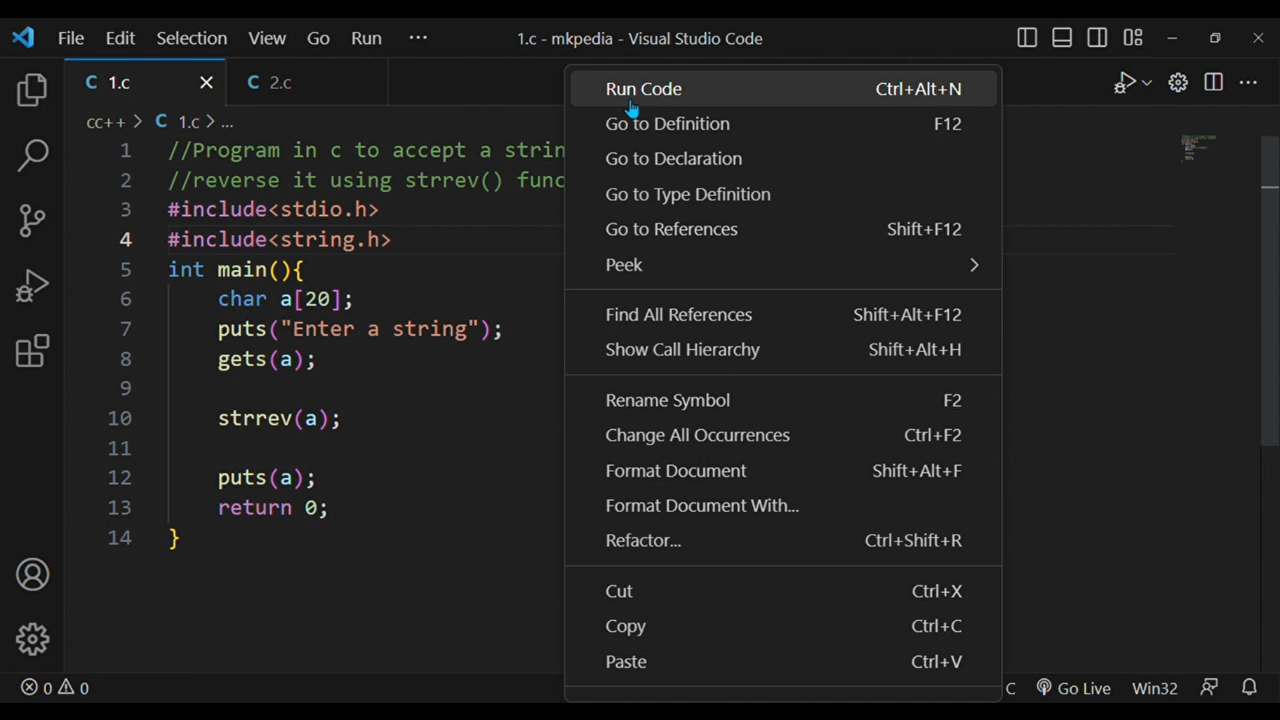 File Edit Selection View Go Run ··· 1.c - mkpedia - Visual Studio Code
C 1.c C 2.c
cc++ > C 1.c > ...
1 //Program in c to accept a strin
2 //reverse it using strrev() func
3 #include<stdio.h>
4 #include<string.h>
5 int main(){
6 char a[20];
7 puts("Enter a string");
8 gets(a);
9
10 strrev(a);
11
12 puts(a);
13 return 0;
14 }
Run Code Ctrl+Alt+N
Go to Definition F12
Go to Declaration
Go to Type Definition
Go to References Shift+F12
Peek
Find All References Shift+Alt+F12
Show Call Hierarchy Shift+Alt+H
Rename Symbol F2
Change All Occurrences Ctrl+F2
Format Document Shift+Alt+F
Format Document With...
Refactor... Ctrl+Shift+R
Cut Ctrl+X
Copy Ctrl+C
Paste Ctrl+V
0 0 C Go Live Win32